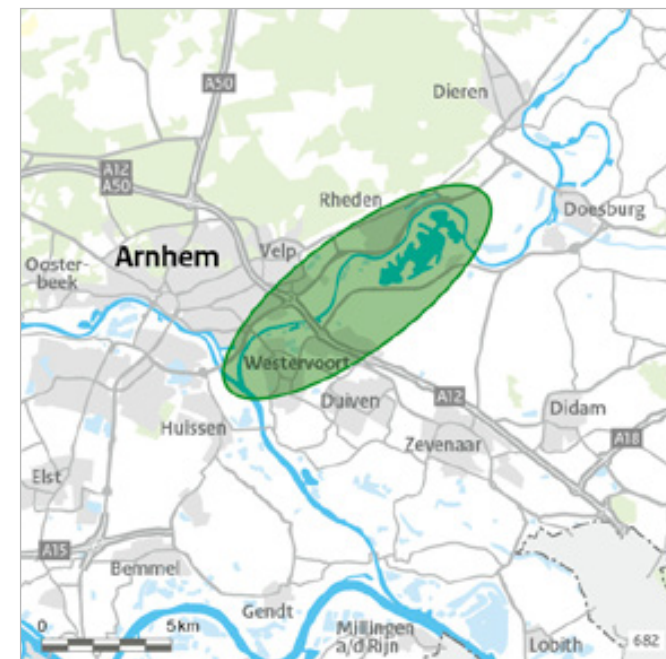 A50
Dieren
A12
A50
Rheden
Doesburg
Arnhem
Velp
Ooster-
beek
Westervoort
Duiven
A12
Didam
Huissen
Zevenaar
A18
Elst
A15
Bemmel
0
5km
Gendt
Millingen
a/d Rijn
Lobith
682